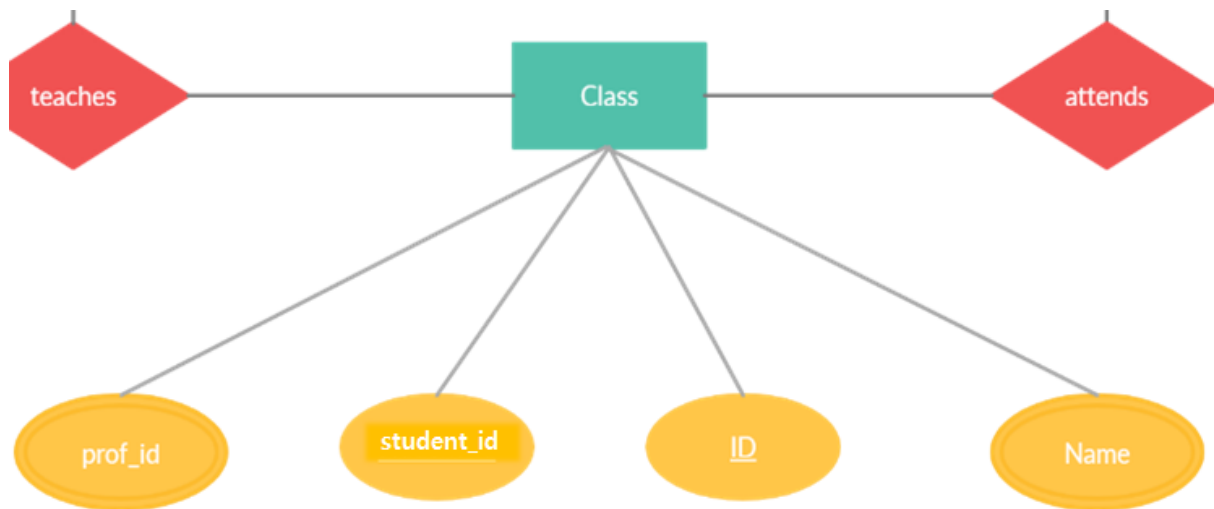 teaches
Class
attends
prof_id
student_id
ID
Name